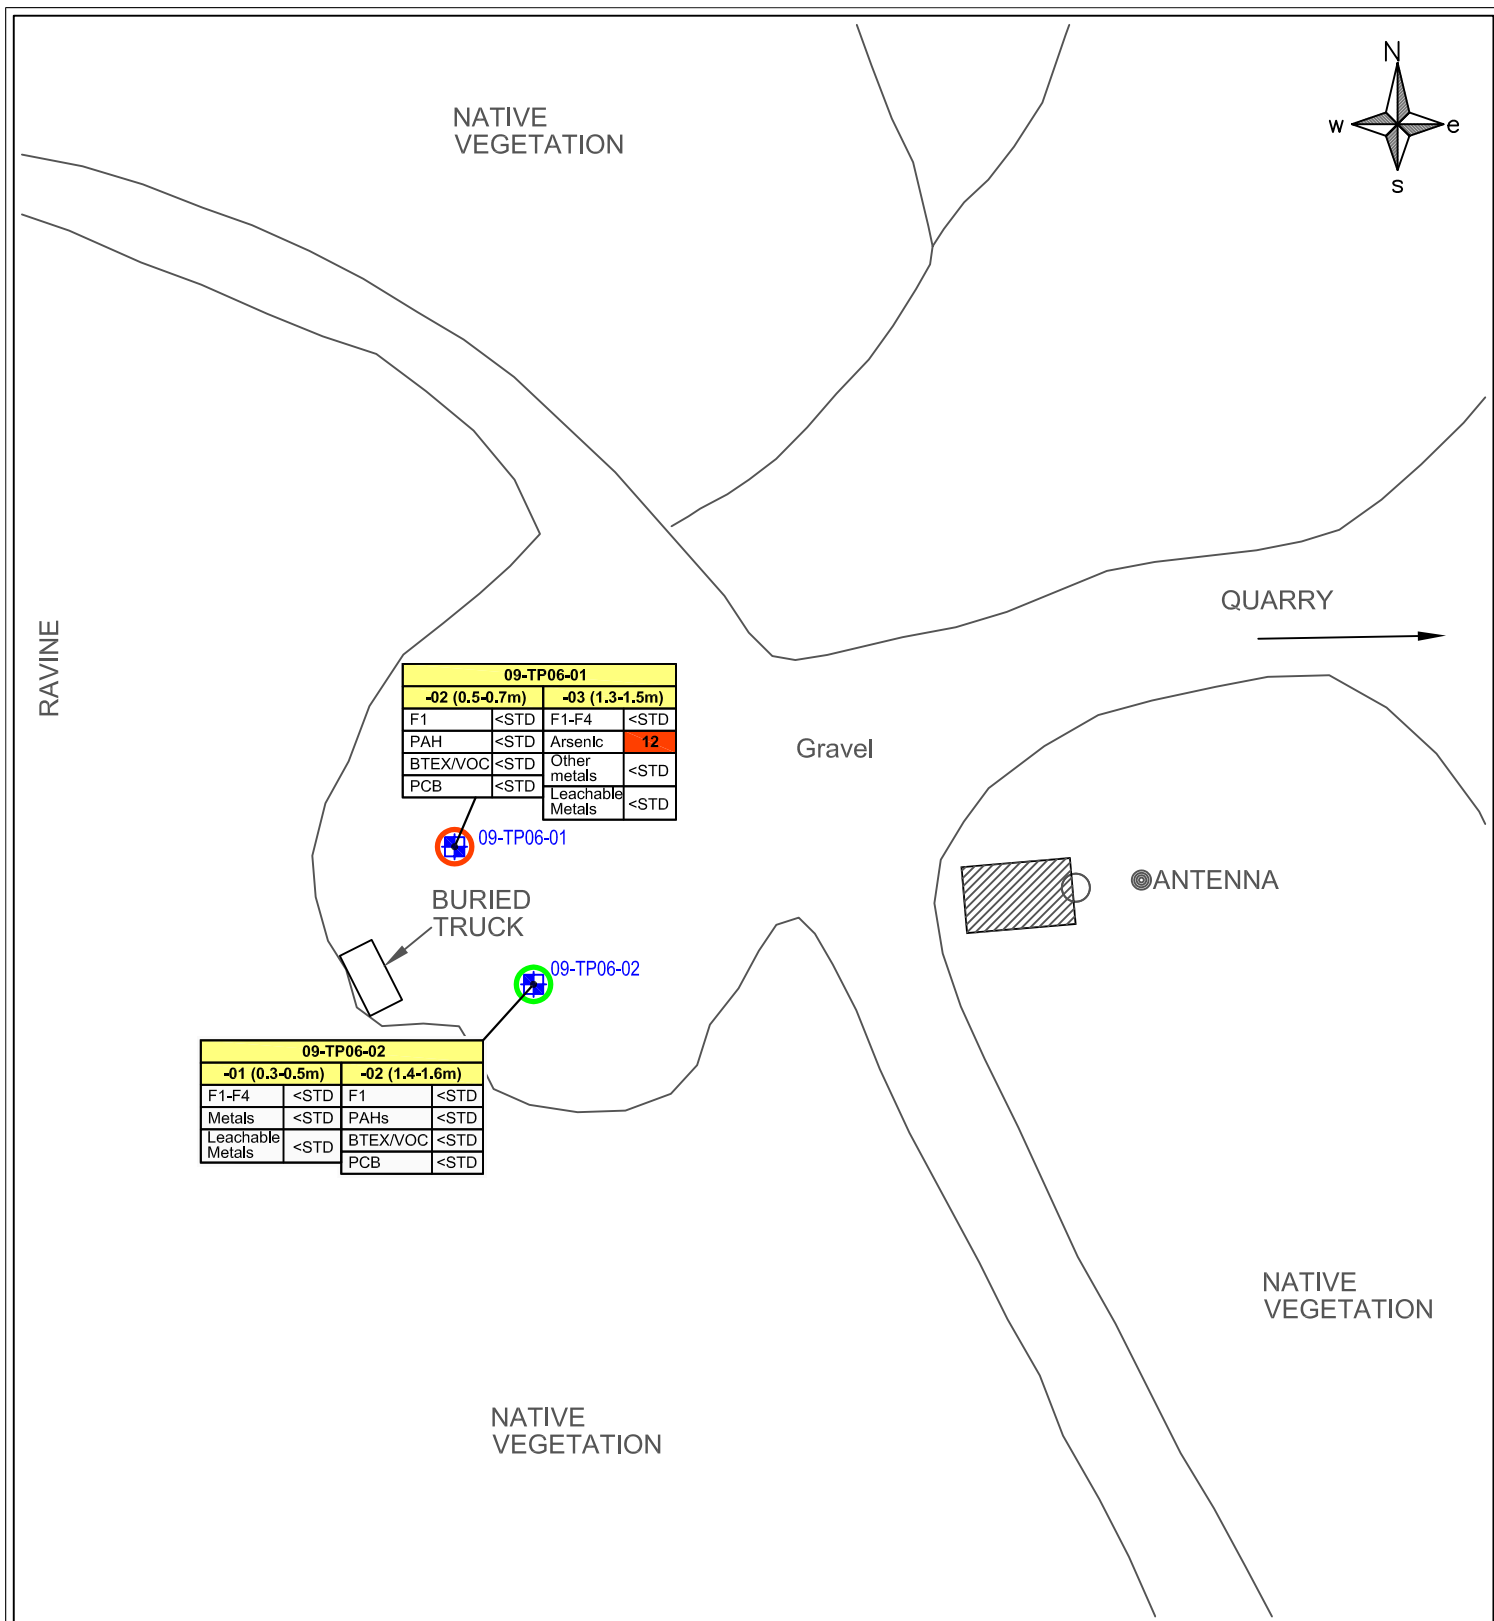 N
w e
s
NATIVE
VEGETATION
QUARRY
RAVINE
09-TP06-01
-02 (0.5-0.7m) -03 (1.3-1.5m)
F1 <STD F1-F4 <STD
PAH <STD Arsenic 12
BTEX/VOC <STD Other metals <STD
PCB <STD Leachable Metals <STD
Gravel
09-TP06-01
BURIED
TRUCK
ANTENNA
09-TP06-02
09-TP06-02
-01 (0.3-0.5m) -02 (1.4-1.6m)
F1-F4 <STD F1 <STD
Metals <STD PAHs <STD
Leachable Metals <STD BTEX/VOC <STD
PCB <STD
NATIVE
VEGETATION
NATIVE
VEGETATION